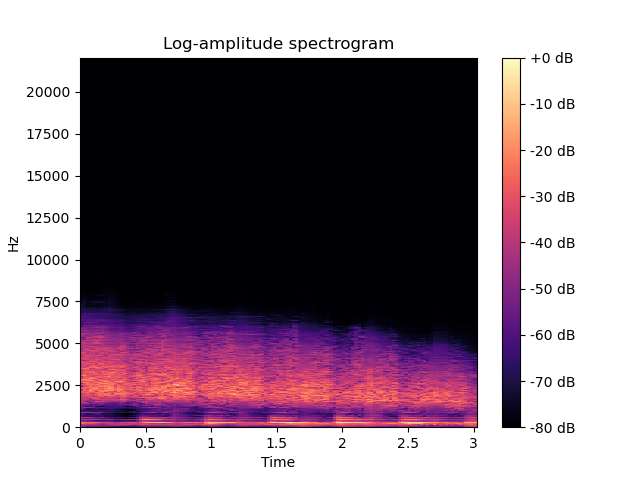 Log-amplitude spectrogram
Hz
20000
17500
15000
12500
10000
7500
5000
2500
0
0 0.5 1 1.5 2 2.5 3
Time
+0 dB
-10 dB
-20 dB
-30 dB
-40 dB
-50 dB
-60 dB
-70 dB
-80 dB